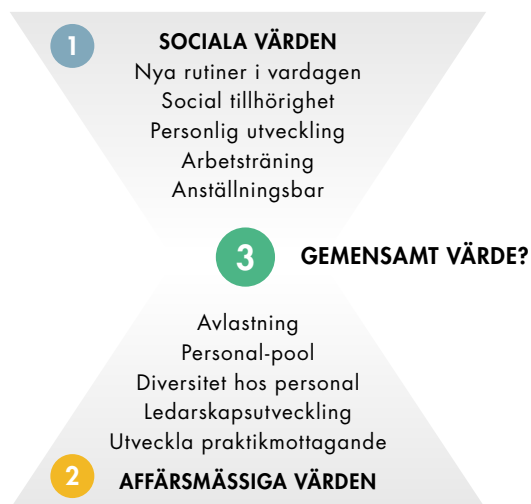 1
SOCIALA VÄRDEN
Nya rutiner i vardagen
Social tillhörighet
Personlig utveckling
Arbetsträning
Anställningsbar
3
GEMENSAMT VÄRDE?
Avlastning
Personal-pool
Diversitet hos personal
Ledarskapsutveckling
Utveckla praktikmottagande
2
AFFÄRSMÄSSIGA VÄRDEN